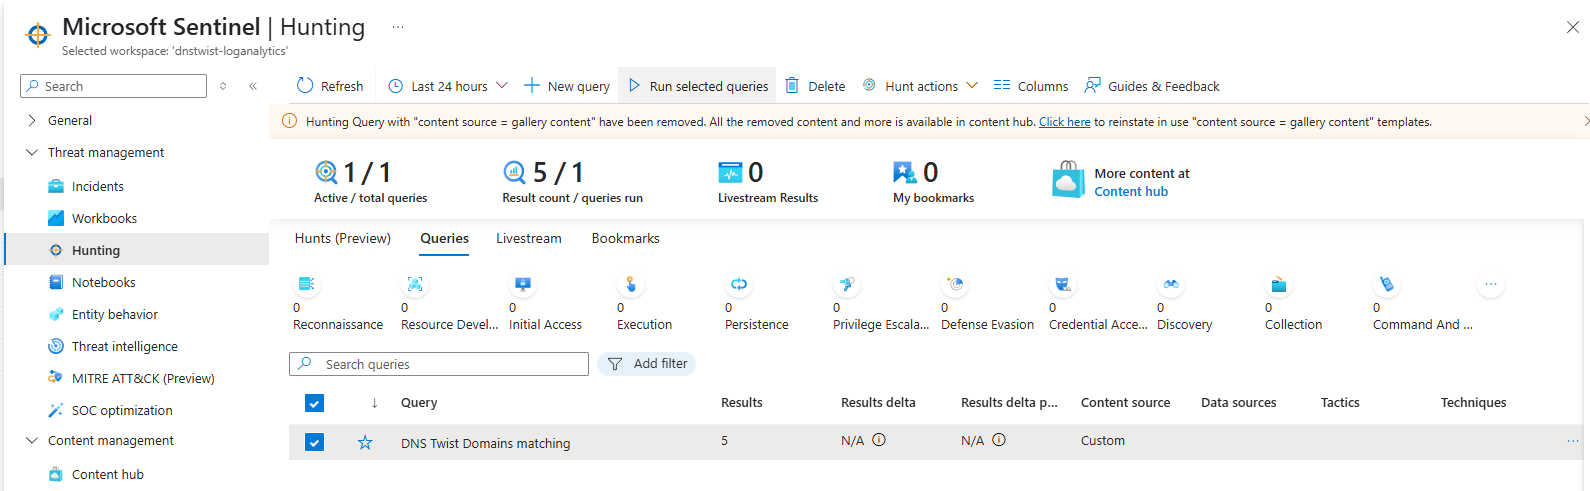 Microsoft Sentinel | Hunting ...
Selected workspace: 'dnstwist-loganalytics'
Search
General
Threat management
Incidents
Workbooks
Hunting
Notebooks
Entity behavior
Threat intelligence
MITRE ATT&CK (Preview)
SOC optimization
Content management
Content hub
Refresh Last 24 hours New query Run selected queries Delete Hunt actions Columns Guides & Feedback
Hunting Query with "content source = gallery content" have been removed. All the removed content and more is available in content hub. Click here to reinstate in use "content source = gallery content" templates.
1 / 1
Active / total queries
5 / 1
Result count / queries run
0
Livestream Results
0
My bookmarks
More content at
Content hub
Hunts (Preview) Queries Livestream Bookmarks
0
Reconnaissance
0
Resource Devel...
0
Initial Access
0
Execution
0
Persistence
0
Privilege Escala...
0
Defense Evasion
0
Credential Acce...
0
Discovery
0
Collection
0
Command And ...
...
Search queries
Add filter
Query Results Results delta Results delta p... Content source Data sources Tactics Techniques
DNS Twist Domains matching 5 N/A N/A Custom ...